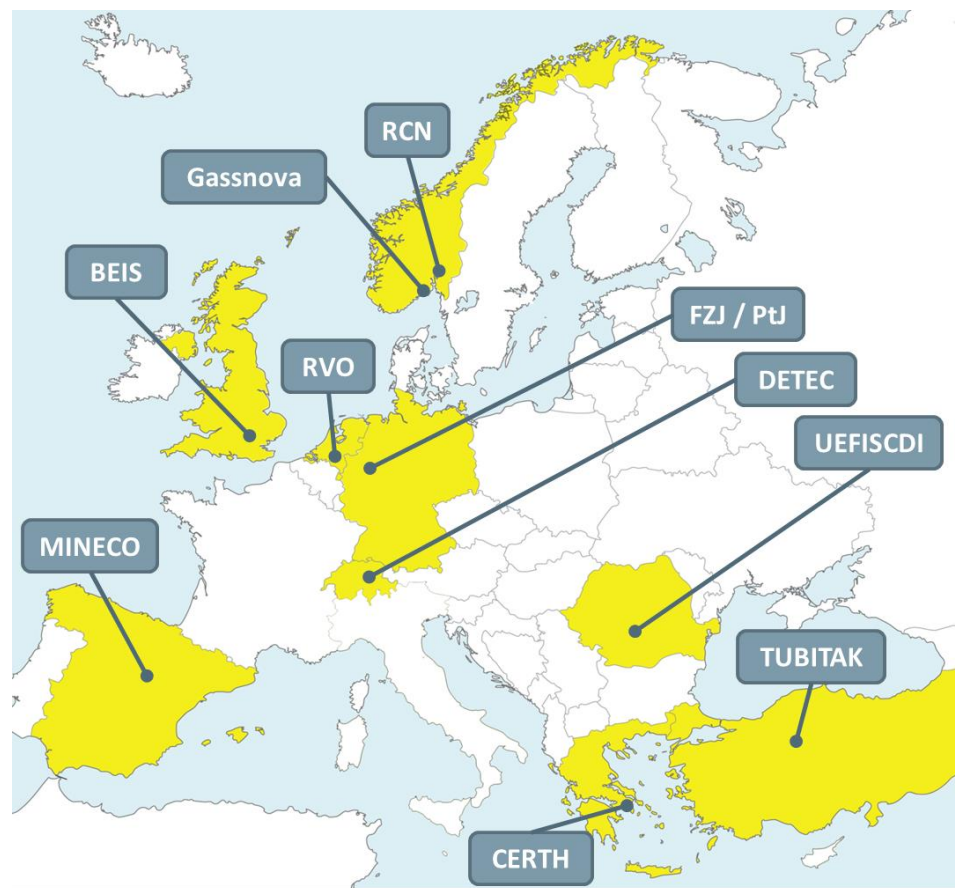 RCN
Gassnova
BEIS
FZJ / PtJ
RVO
DETEC
UEFISCDI
MINECO
TUBITAK
CERTH